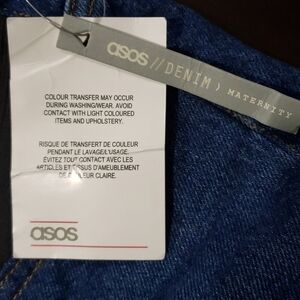 asos // DENIM ) MATERNITY
COLOUR TRANSFER MAY OCCUR
DURING WASHING/WEAR. AVOID
CONTACT WITH LIGHT COLOURED
ITEMS AND UPHOLSTERY.
RISQUE DE TRANSFERT DE COULEUR
PENDANT LE LAVAGE/L'USAGE.
ÉVITEZ TOUT CONTACT AVEC LES
ARTICLES ET TISSUS D'AMEUBLEMENT
DE COULEUR CLAIRE.
asos